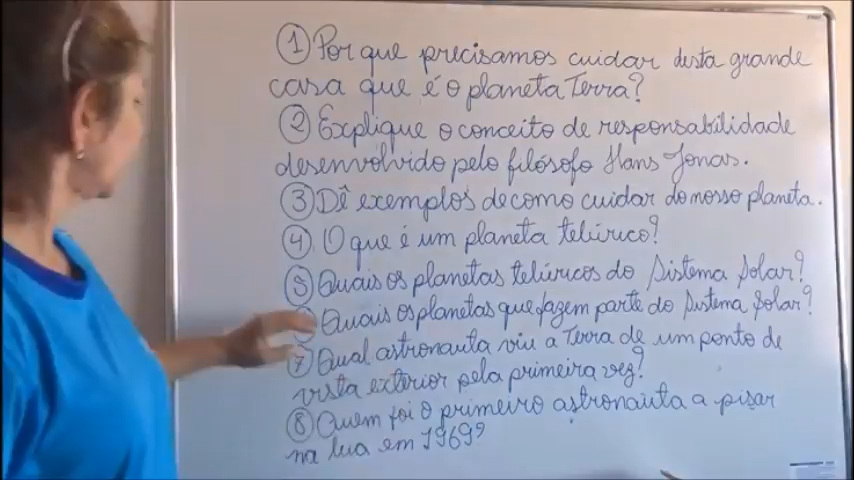 1 Por que precisamos cuidar desta grande
casa que é o planeta Terra?
2 Explique o conceito de responsabilidade
desenvolvido pelo filósofo Hans Jonas.
3 Dê exemplos de como cuidar do nosso planeta.
4 O que é um planeta telúrico?
5 Quais os planetas telúricos do Sistema Solar?
Quais os planetas que fazem parte do Sistema Solar?
7 Qual astronauta viu a Terra de um ponto de
vista exterior pela primeira vez?
8 Quem foi o primeiro astronauta a pisar
na lua em 1969?